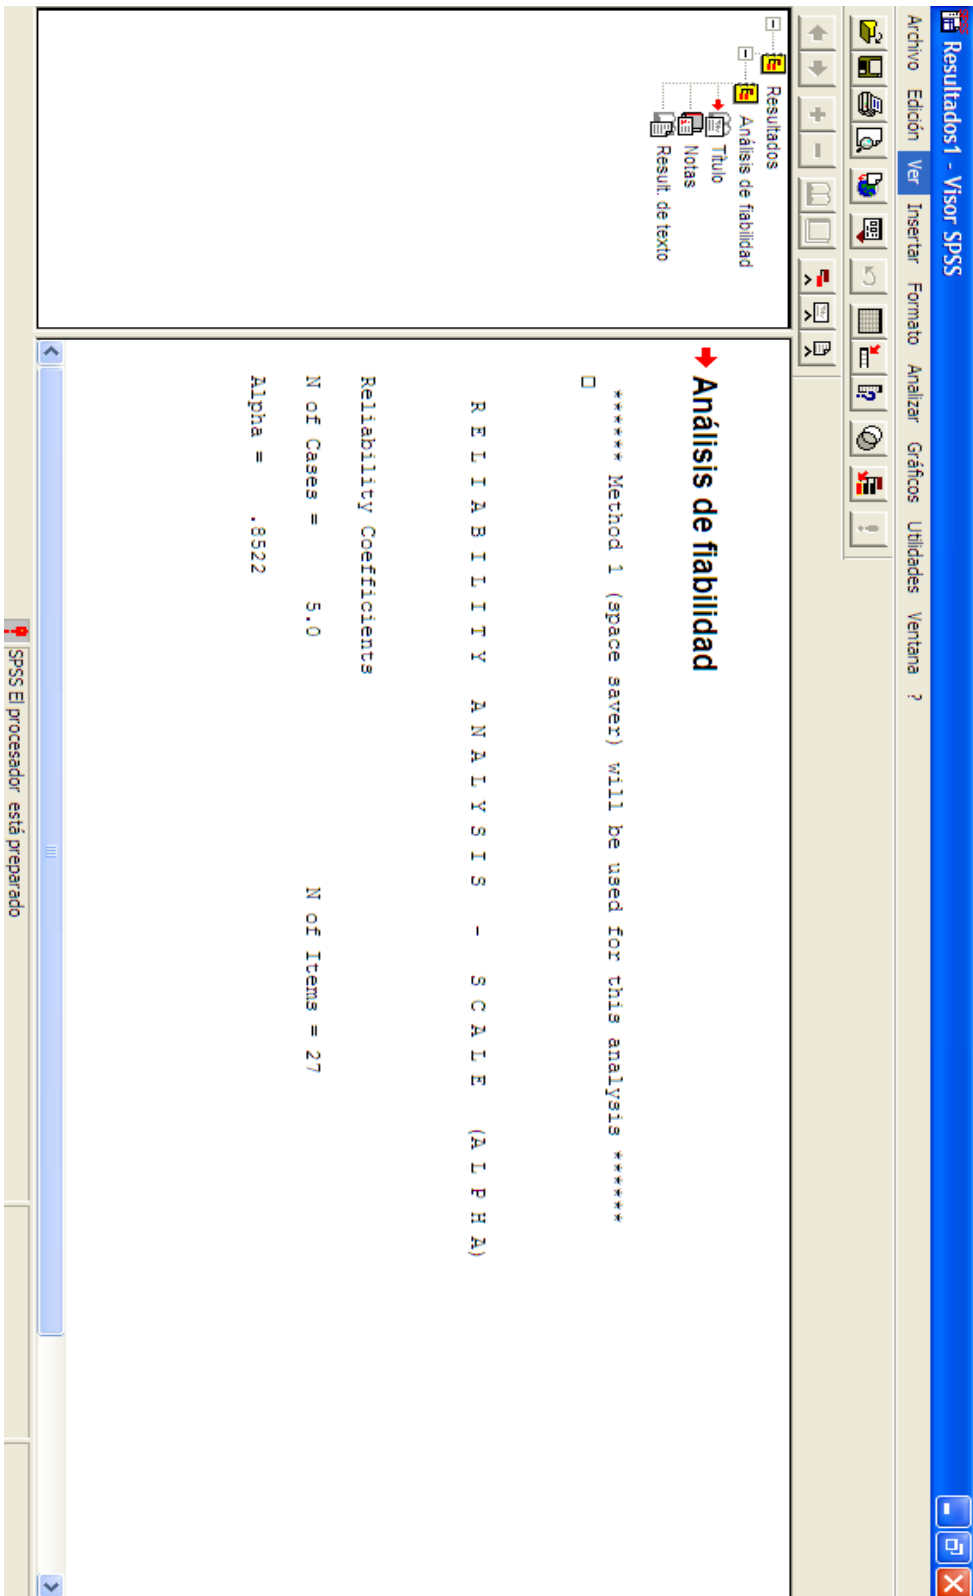 Resultados1 - Visor SPSS
Archivo Edición Ver Insertar Formato Analizar Gráficos Utilidades Ventana ?
Resultados
Análisis de fiabilidad
Título
Notas
Result. de texto
Análisis de fiabilidad
****** Method 1 (space saver) will be used for this analysis ******
R E L I A B I L I T Y   A N A L Y S I S   -   S C A L E   (A L P H A)
Reliability Coefficients
N of Cases =     5.0                    N of Items = 27
Alpha =    .8522
SPSS El procesador está preparado